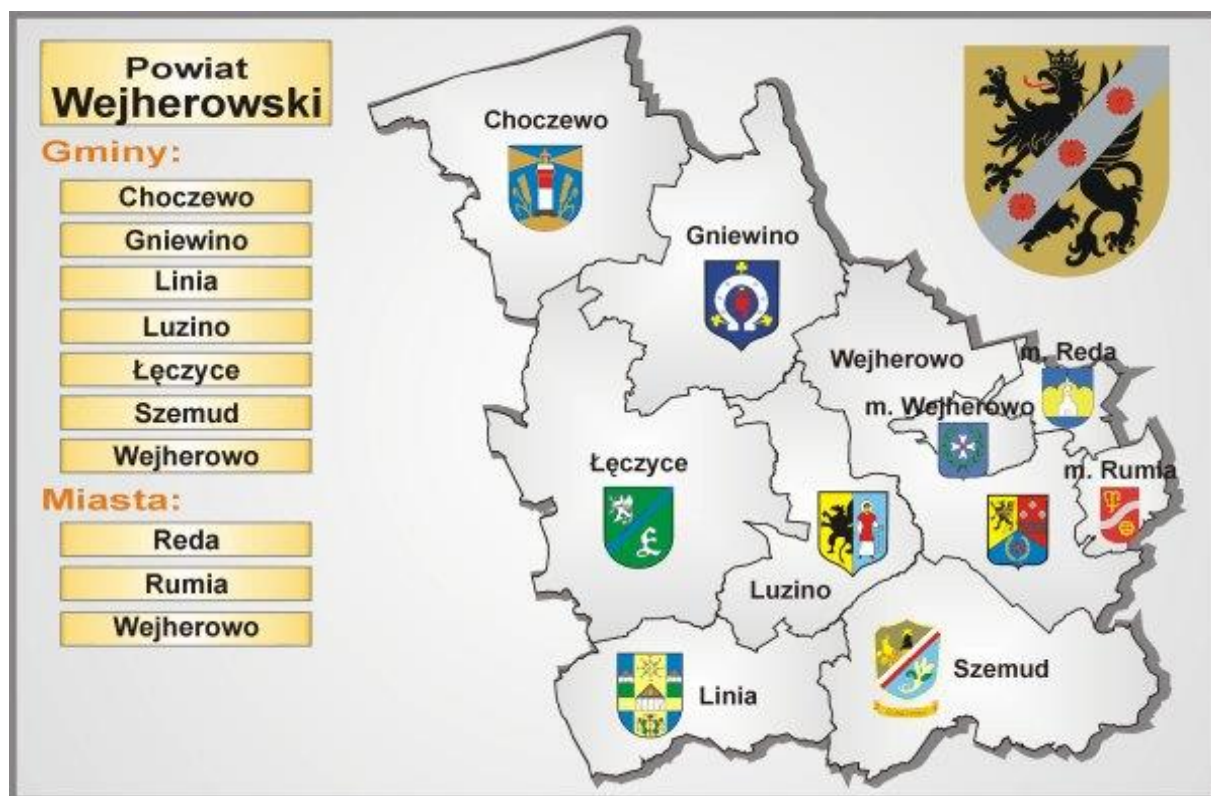 Powiat
Wejherowski
Gminy:
Choczewo
Gniewino
Linia
Luzino
Łęczyce
Szemud
Wejherowo
Miasta:
Reda
Rumia
Wejherowo
Choczewo
Gniewino
Wejherowo
m. Reda
m. Wejherowo
Łęczyce
m. Rumia
Luzino
Szemud
Linia